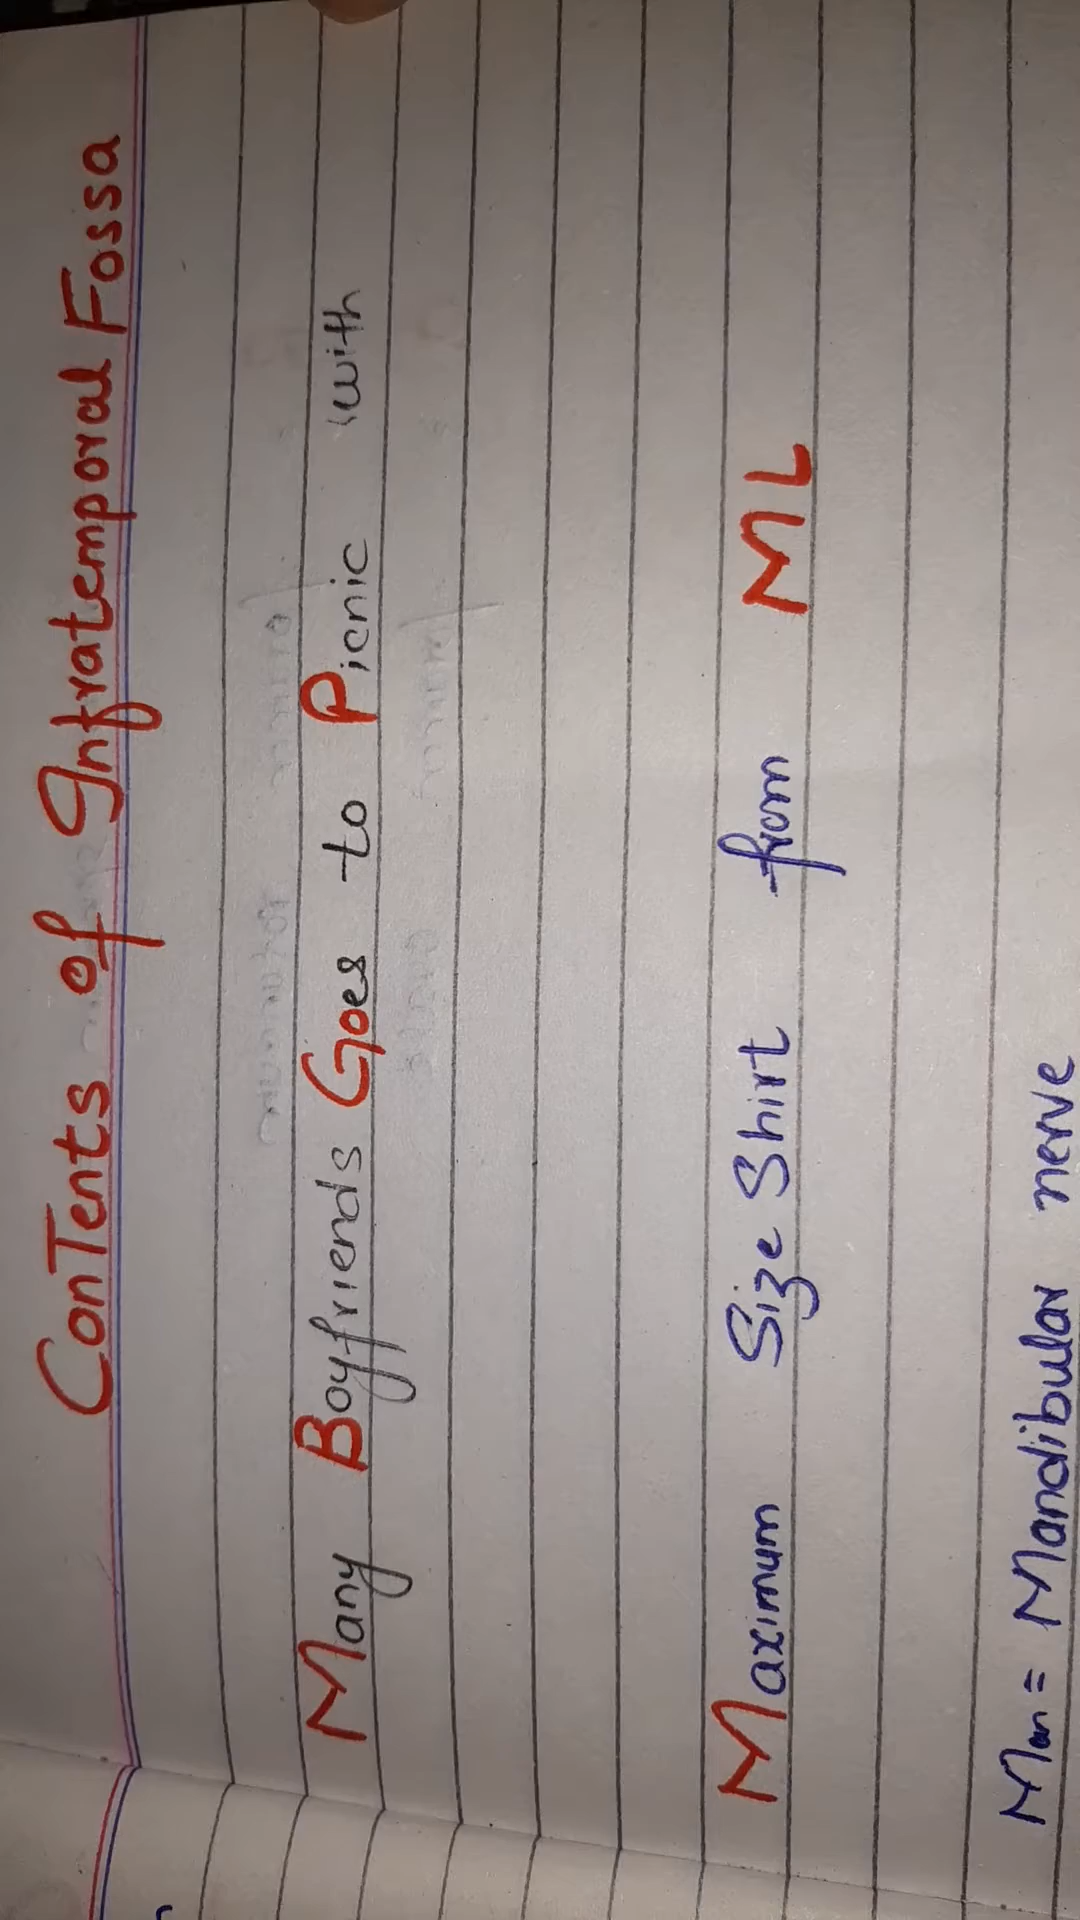 ConTents of Infratemporal Fossa
Many Boyfriends Goes to Picnic with
Maximum Size Shirt from ML
Man = Mandibular nerve